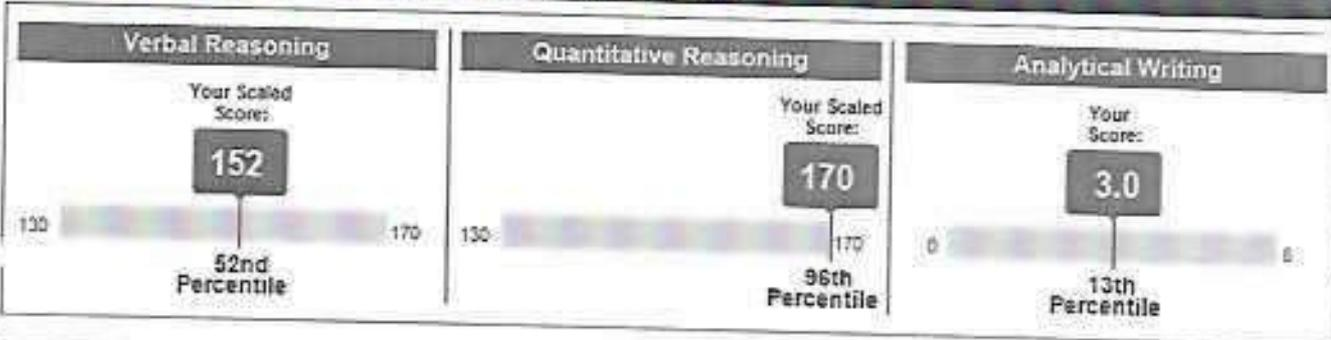 Verbal Reasoning
Your Scaled
Score:
152
130
170
52nd
Percentile
Quantitative Reasoning
Your Scaled
Score:
170
130
170
96th
Percentile
Analytical Writing
Your
Score:
3.0
0
6
13th
Percentile